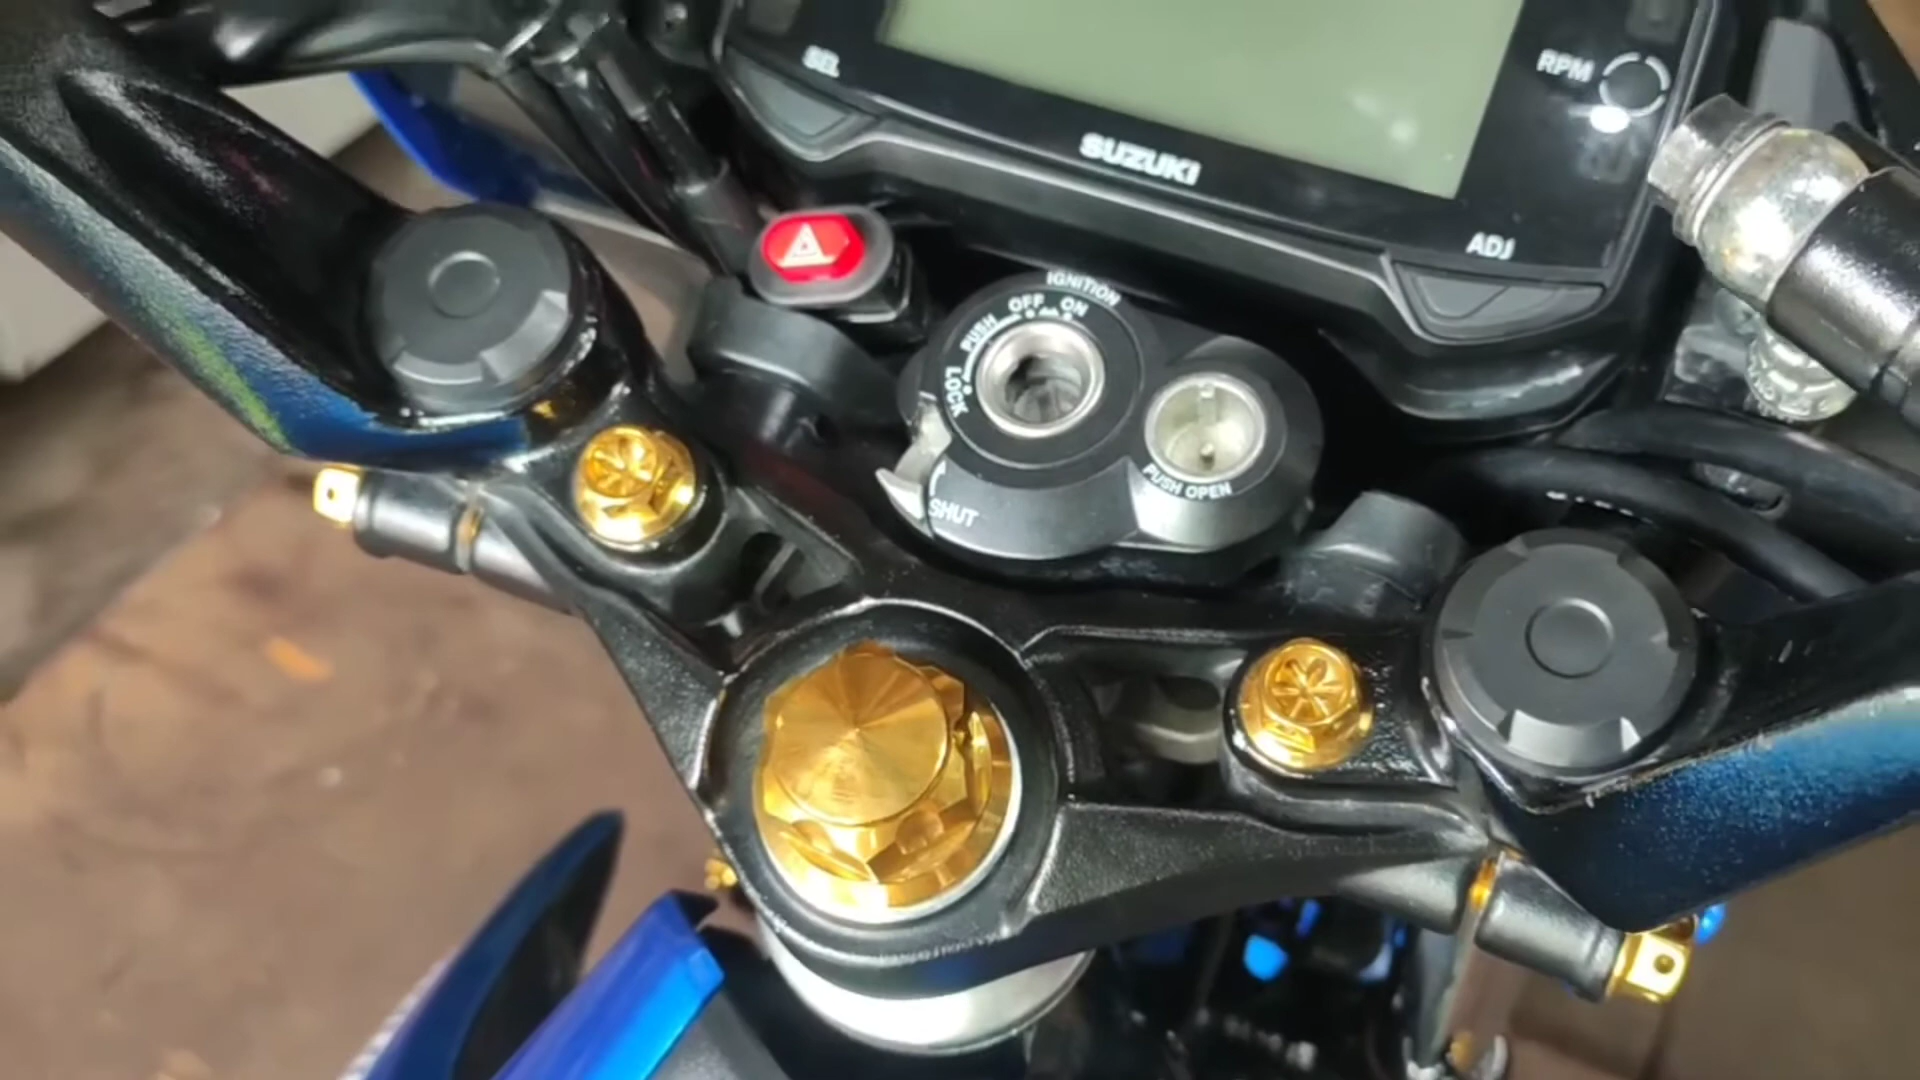 SEL
RPM
SUZUKI
ADJ
IGNITION
OFF ON
PUSH
LOCK
SHUT
PUSH OPEN